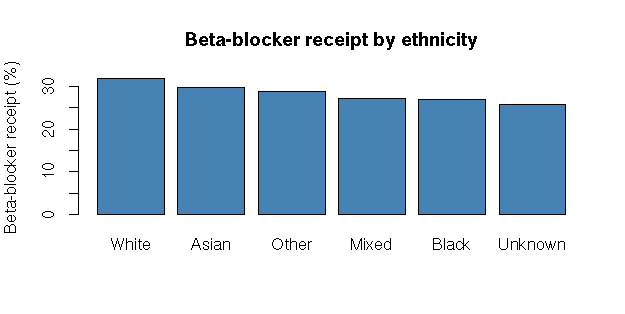 Beta-blocker receipt by ethnicity
Beta-blocker receipt (%)
30
20
10
0
White Asian Other Mixed Black Unknown